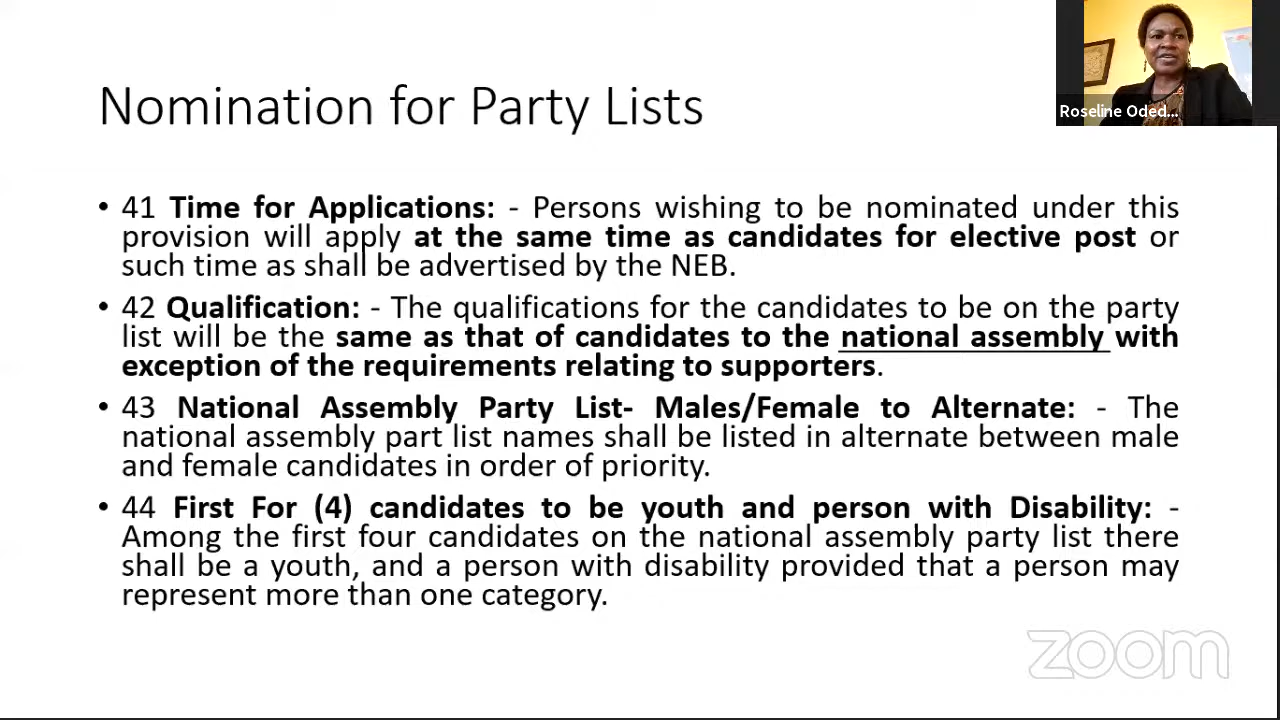 Nomination for Party Lists
Roseline Oded...
• 41 Time for Applications: - Persons wishing to be nominated under this
provision will apply at the same time as candidates for elective post or
such time as shall be advertised by the NEB.
• 42 Qualification: - The qualifications for the candidates to be on the party
list will be the same as that of candidates to the national assembly with
exception of the requirements relating to supporters.
• 43 National Assembly Party List- Males/Female to Alternate: - The
national assembly part list names shall be listed in alternate between male
and female candidates in order of priority.
• 44 First For (4) candidates to be youth and person with Disability: -
Among the first four candidates on the national assembly party list there
shall be a youth, and a person with disability provided that a person may
represent more than one category.
zoom